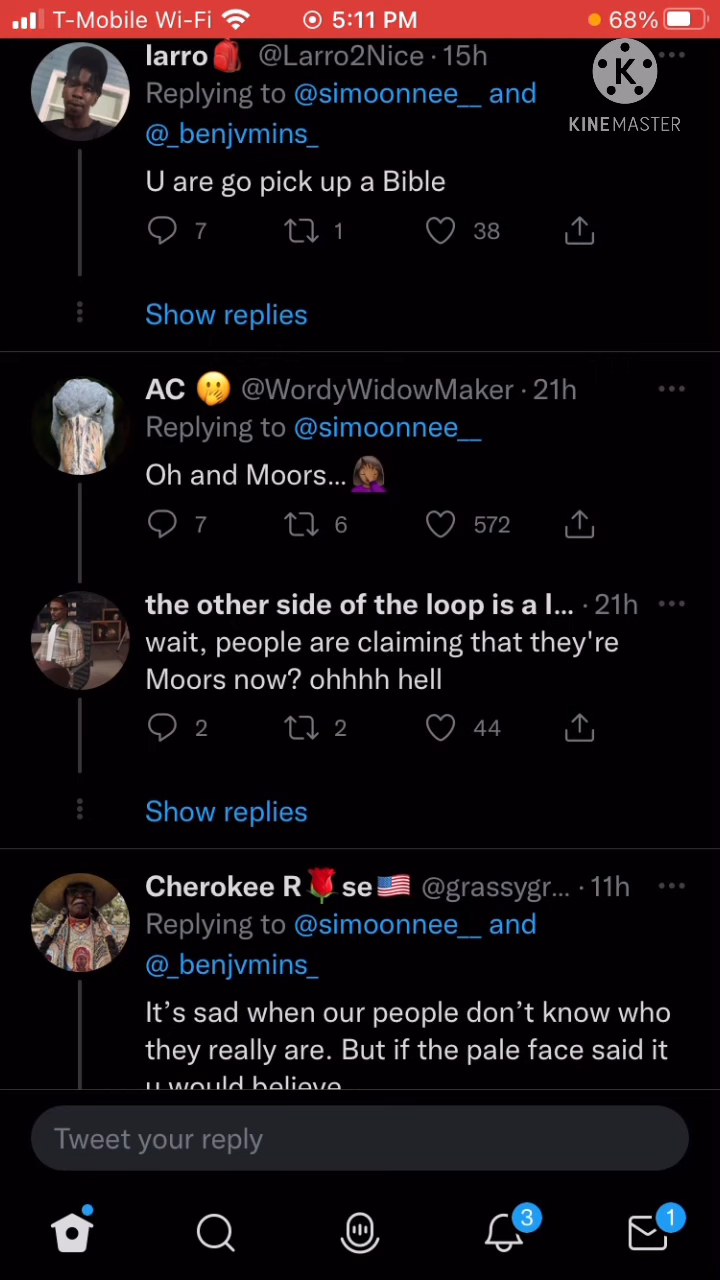 T-Mobile Wi-Fi 5:11 PM 68%
larro🎒 @Larro2Nice · 15h
Replying to @simoonnee__ and
@_benjvmins_
K
KINEMASTER
U are go pick up a Bible
7 1 38
Show replies
AC 🫢 @WordyWidowMaker · 21h
Replying to @simoonnee__
Oh and Moors...🤦🏾‍♀️
7 6 572
the other side of the loop is a l... · 21h
wait, people are claiming that they're
Moors now? ohhhh hell
2 2 44
Show replies
Cherokee R🌹se🇺🇸 @grassygr... · 11h
Replying to @simoonnee__ and
@_benjvmins_
It's sad when our people don't know who
they really are. But if the pale face said it
u would believe
Tweet your reply
3 1